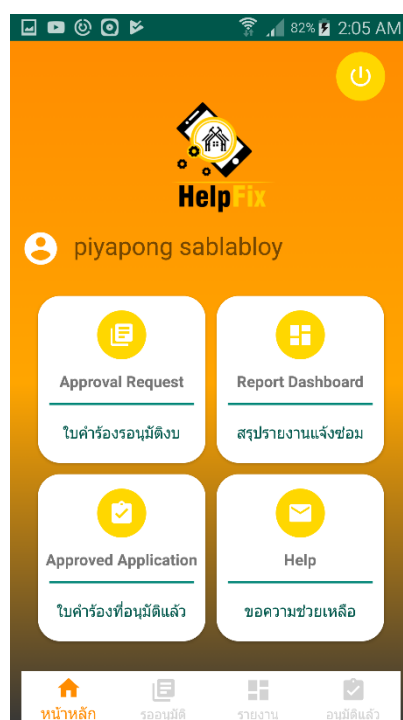 82% 2:05 AM
HelpFix
piyapong sablabloy
Approval Request
ใบคำร้องรออนุมัติงบ
Report Dashboard
สรุปรายงานแจ้งซ่อม
Approved Application
ใบคำร้องที่อนุมัติแล้ว
Help
ขอความช่วยเหลือ
หน้าหลัก รออนุมัติ รายงาน อนุมัติแล้ว